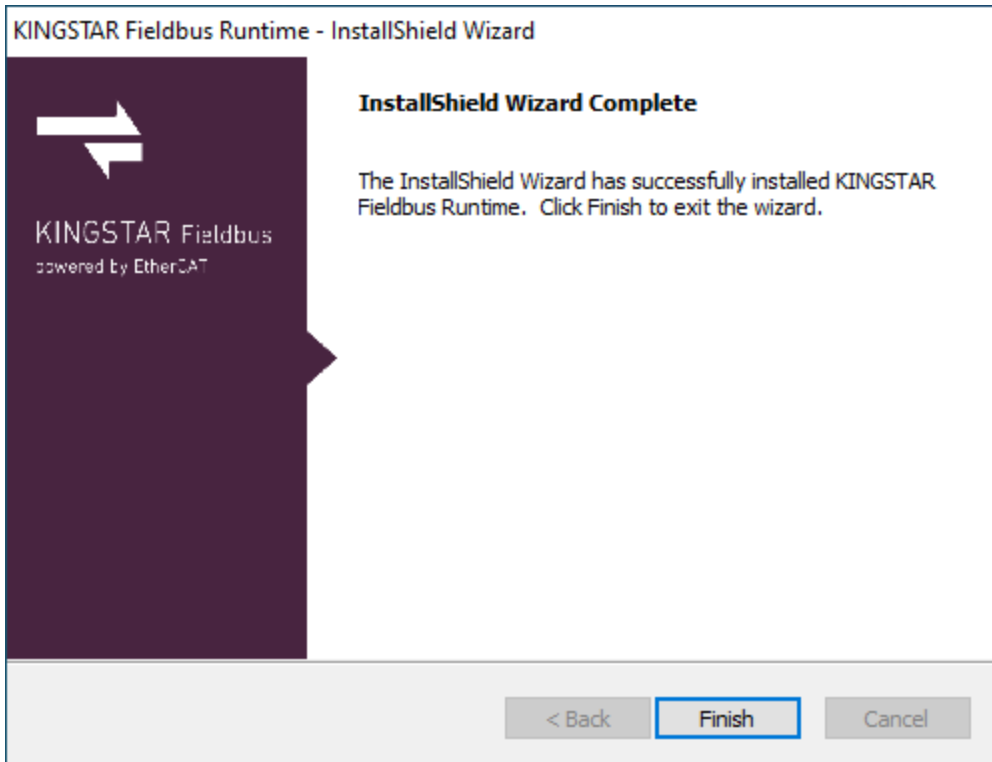 KINGSTAR Fieldbus Runtime - InstallShield Wizard
InstallShield Wizard Complete
The InstallShield Wizard has successfully installed KINGSTAR
Fieldbus Runtime.  Click Finish to exit the wizard.
KINGSTAR Fieldbus
powered by EtherCAT
< Back
Finish
Cancel